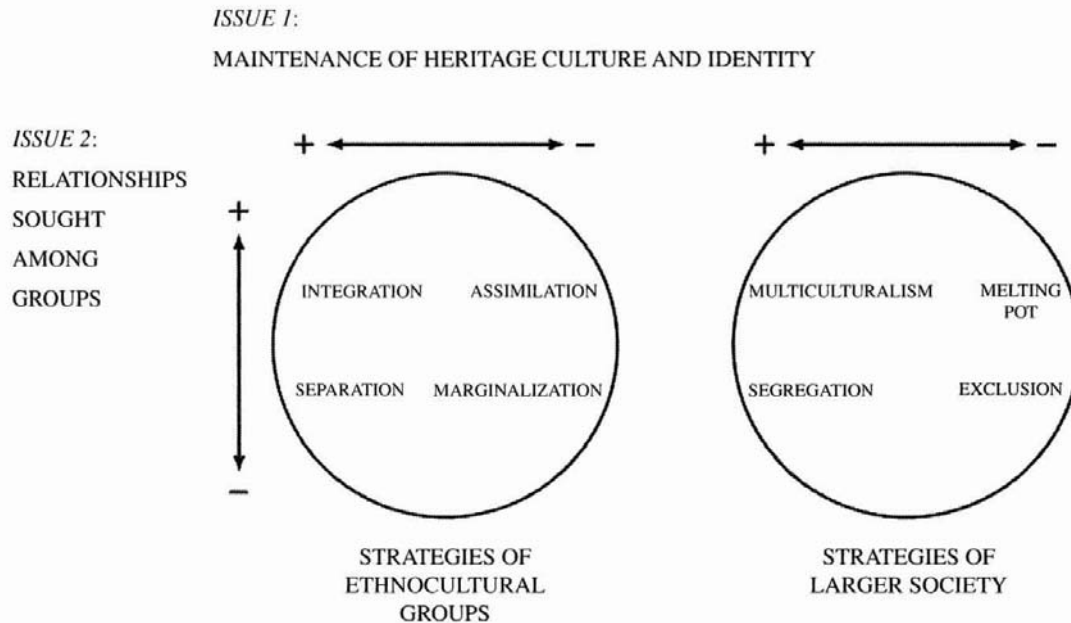 ISSUE 1:
MAINTENANCE OF HERITAGE CULTURE AND IDENTITY
ISSUE 2:
RELATIONSHIPS
SOUGHT
AMONG
GROUPS
+ −
+ −
+
−
INTEGRATION ASSIMILATION
SEPARATION MARGINALIZATION
MULTICULTURALISM MELTING
POT
SEGREGATION EXCLUSION
STRATEGIES OF
ETHNOCULTURAL
GROUPS
STRATEGIES OF
LARGER SOCIETY